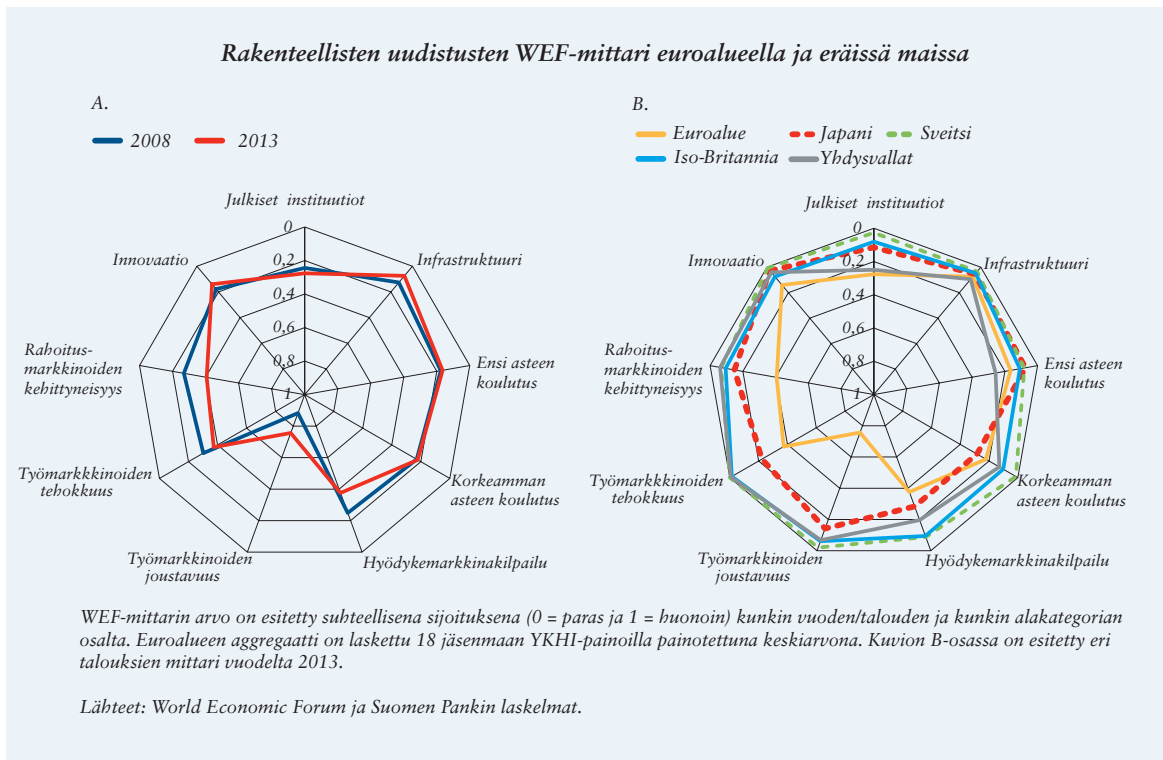 Rakenteellisten uudistusten WEF-mittari euroalueella ja eräissä maissa
A.
2008 2013
Julkiset instituutiot
0
0,2
0,4
0,6
0,8
1
Infrastruktuuri
Ensi asteen
koulutus
Korkeamman
asteen koulutus
Hyödykemarkkinakilpailu
Työmarkkinoiden
joustavuus
Työmarkkkinoiden
tehokkuus
Rahoitus-
markkinoiden
kehittyneisyys
Innovaatio
B.
Euroalue Japani Sveitsi
Iso-Britannia Yhdysvallat
Julkiset instituutiot
0
0,2
0,4
0,6
0,8
1
Infrastruktuuri
Ensi asteen
koulutus
Korkeamman
asteen koulutus
Hyödykemarkkinakilpailu
Työmarkkinoiden
joustavuus
Työmarkkkinoiden
tehokkuus
Rahoitus-
markkinoiden
kehittyneisyys
Innovaatio
WEF-mittarin arvo on esitetty suhteellisena sijoituksena (0 = paras ja 1 = huonoin) kunkin vuoden/talouden ja kunkin alakategorian
osalta. Euroalueen aggregaatti on laskettu 18 jäsenmaan YKHI-painoilla painotettuna keskiarvona. Kuvion B-osassa on esitetty eri
talouksien mittari vuodelta 2013.
Lähteet: World Economic Forum ja Suomen Pankin laskelmat.